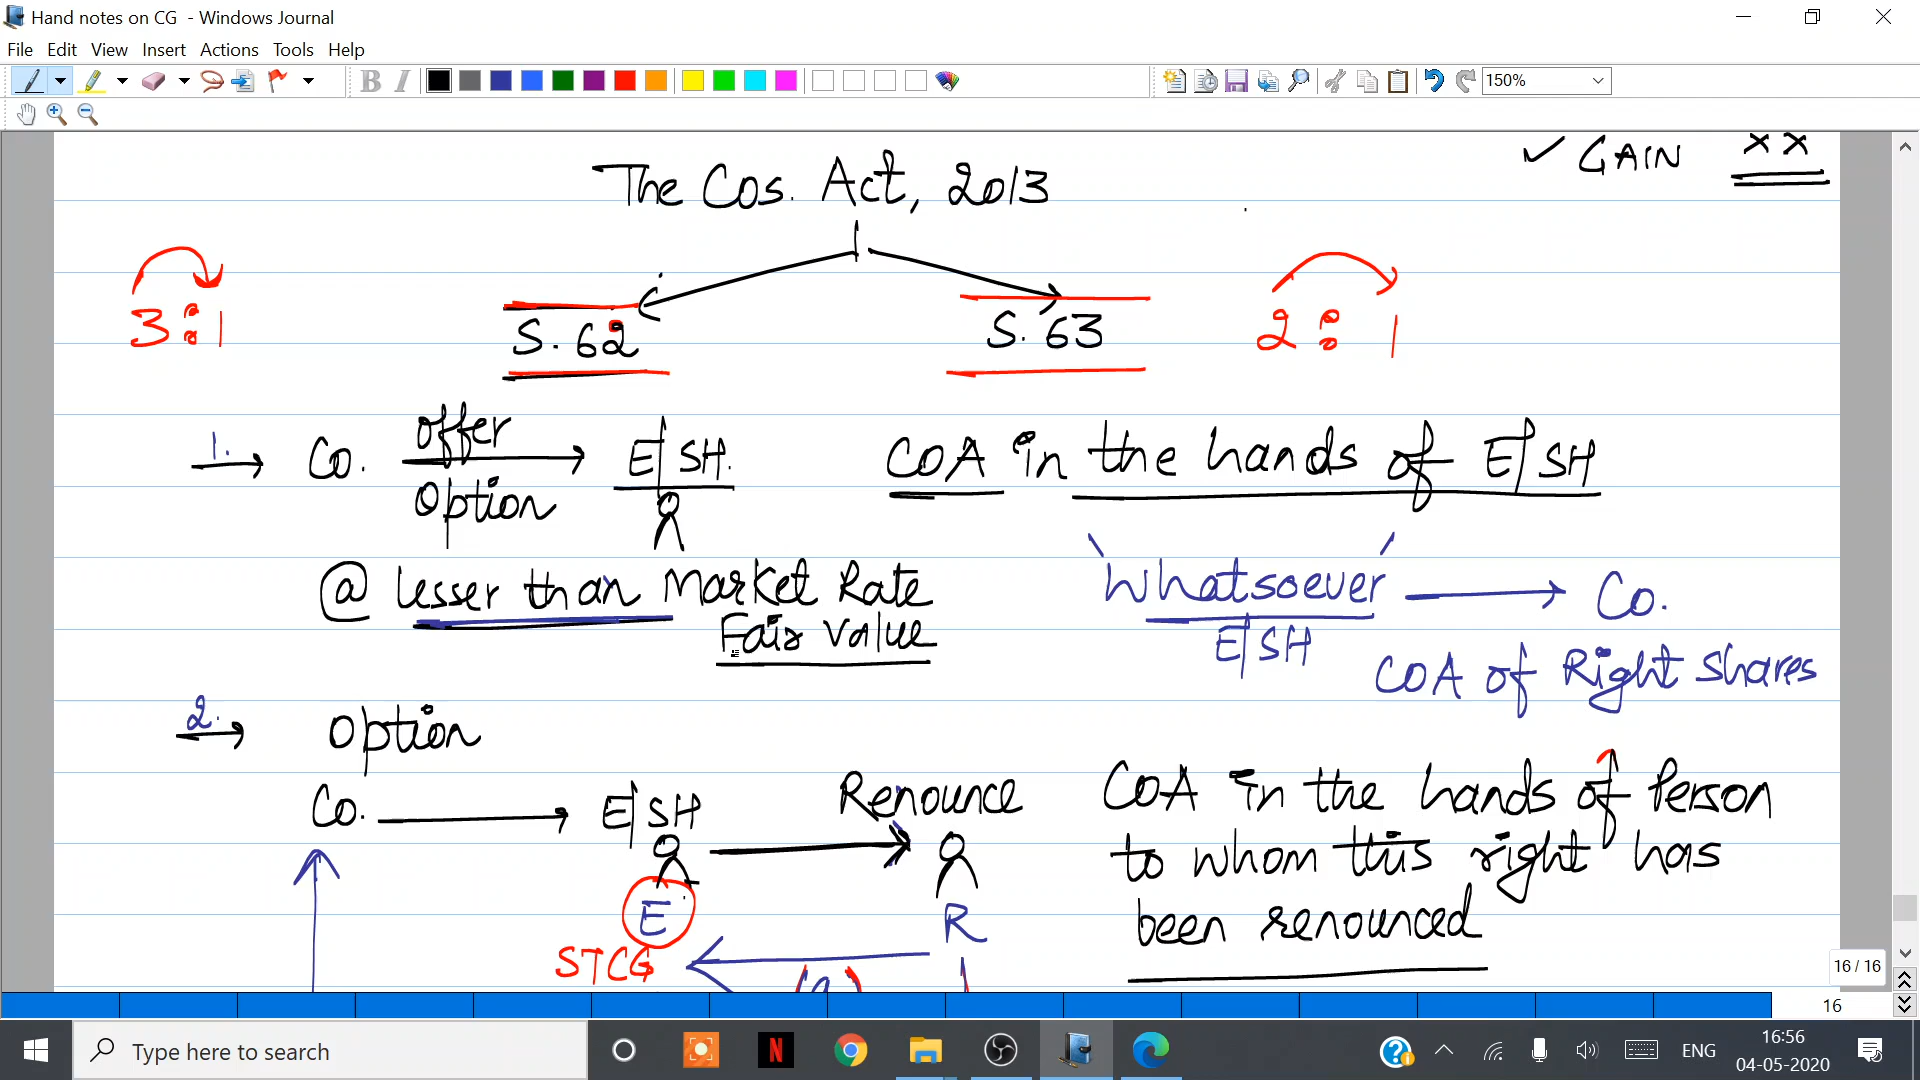 Hand notes on CG - Windows Journal
File Edit View Insert Actions Tools Help
B I
150%
✓ GAIN XX
The Cos. Act, 2013
3:1
S. 62
S. 63
2:1
1. → Co. offer → E/SH.
Option
COA in the hands of E/SH
@ lesser than Market Rate
Fair Value
Whatsoever → Co.
E/SH
COA of Right Shares
2. → Option
Co. → E/SH Renounce
COA in the hands of Person
to whom this right has
been renounced
E
R
STCG
16 / 16
16
Type here to search
ENG
16:56
04-05-2020